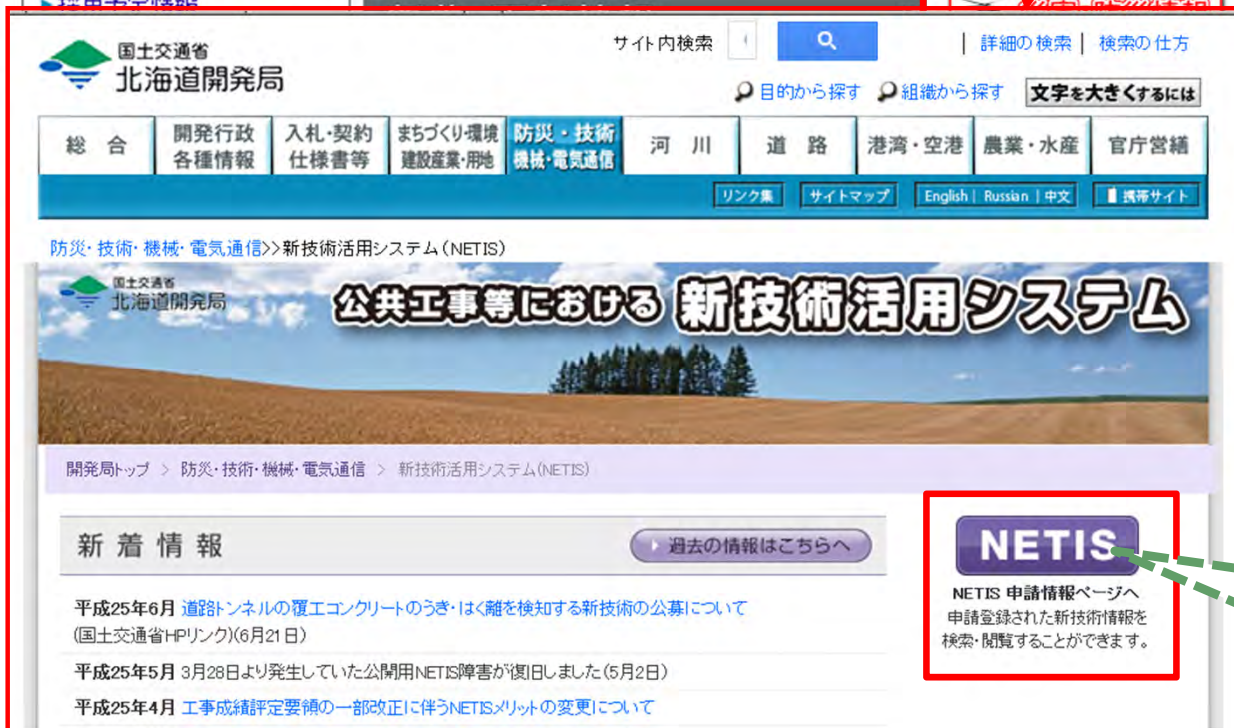 国土交通省
北海道開発局
サイト内検索
| 詳細の検索 | 検索の仕方
目的から探す 組織から探す 文字を大きくするには
総合
開発行政
各種情報
入札・契約
仕様書等
まちづくり・環境
建設産業・用地
防災・技術
機械・電気通信
河川
道路
港湾・空港
農業・水産
官庁営繕
リンク集 サイトマップ English | Russian | 中文 携帯サイト
防災・技術・機械・電気通信>>新技術活用システム(NETIS)
国土交通省
北海道開発局
公共工事等における 新技術活用システム
開発局トップ > 防災・技術・機械・電気通信 > 新技術活用システム(NETIS)
新着情報
過去の情報はこちらへ
平成25年6月 道路トンネルの覆工コンクリートのうき・はく離を検知する新技術の公募について
(国土交通省HPリンク)(6月21日)
平成25年5月 3月28日より発生していた公開用NETIS障害が復旧しました(5月2日)
平成25年4月 工事成績評定要領の一部改正に伴うNETISメリットの変更について
NETIS
NETIS 申請情報ページへ
申請登録された新技術情報を
検索・閲覧することができます。